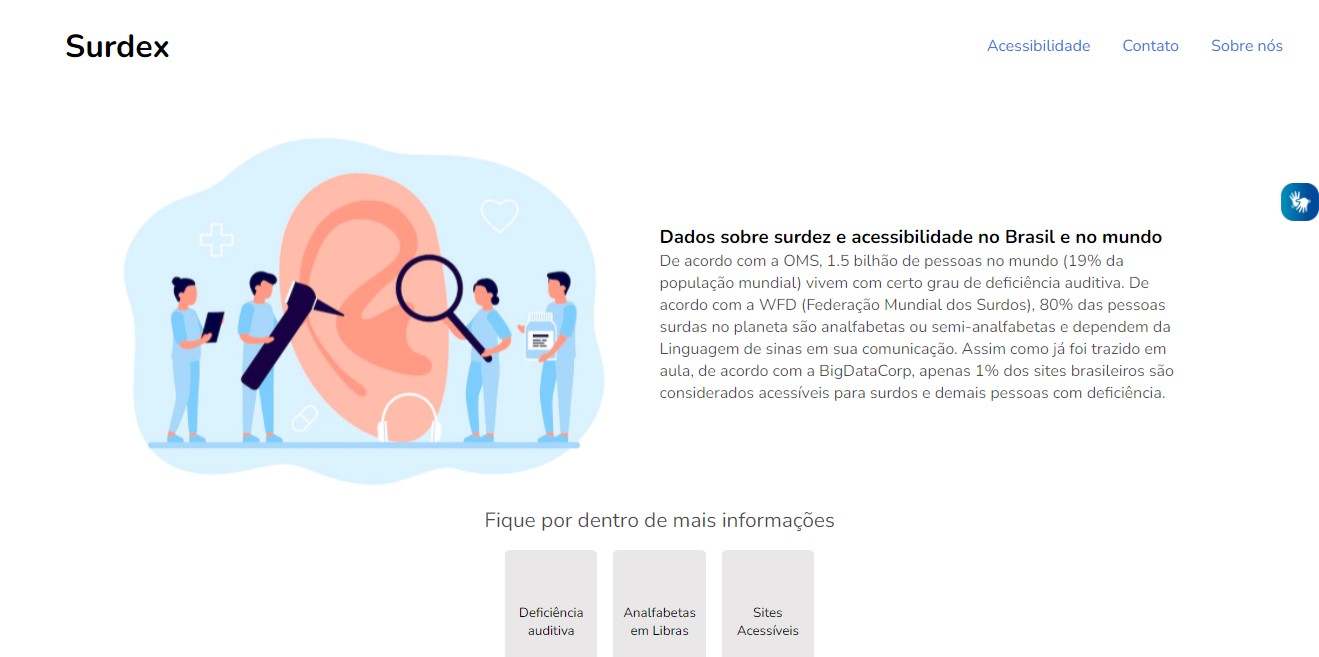 Surdex
Acessibilidade
Contato
Sobre nós
Dados sobre surdez e acessibilidade no Brasil e no mundo
De acordo com a OMS, 1.5 bilhão de pessoas no mundo (19% da
população mundial) vivem com certo grau de deficiência auditiva. De
acordo com a WFD (Federação Mundial dos Surdos), 80% das pessoas
surdas no planeta são analfabetas ou semi-analfabetas e dependem da
Linguagem de sinas em sua comunicação. Assim como já foi trazido em
aula, de acordo com a BigDataCorp, apenas 1% dos sites brasileiros são
considerados acessíveis para surdos e demais pessoas com deficiência.
Fique por dentro de mais informações
Deficiência
auditiva
Analfabetas
em Libras
Sites
Acessíveis